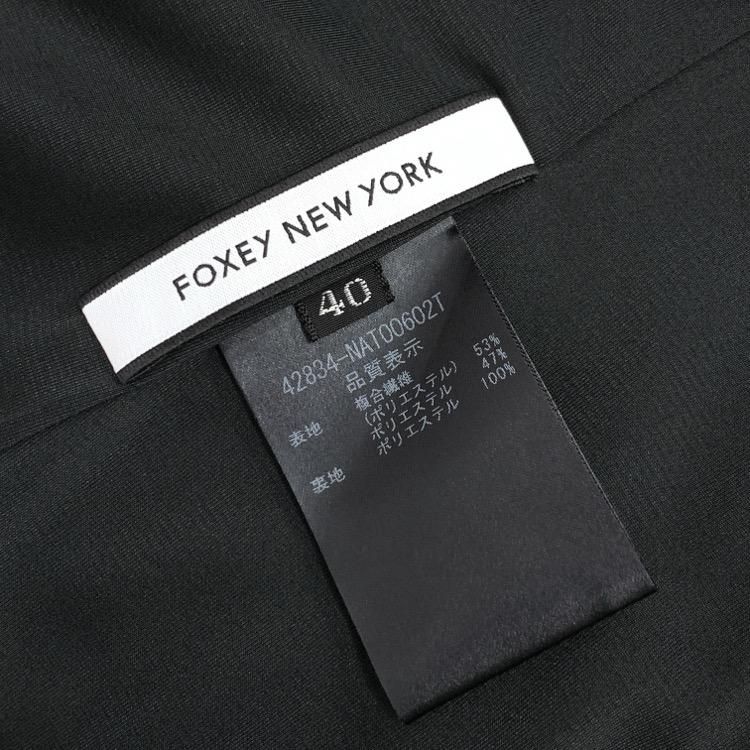 FOXEY NEW YORK
40
42834-NAT00602T
品質表示
表地 複合繊維
(ポリエステル) 53%
ポリエステル 47%
裏地 ポリエステル 100%